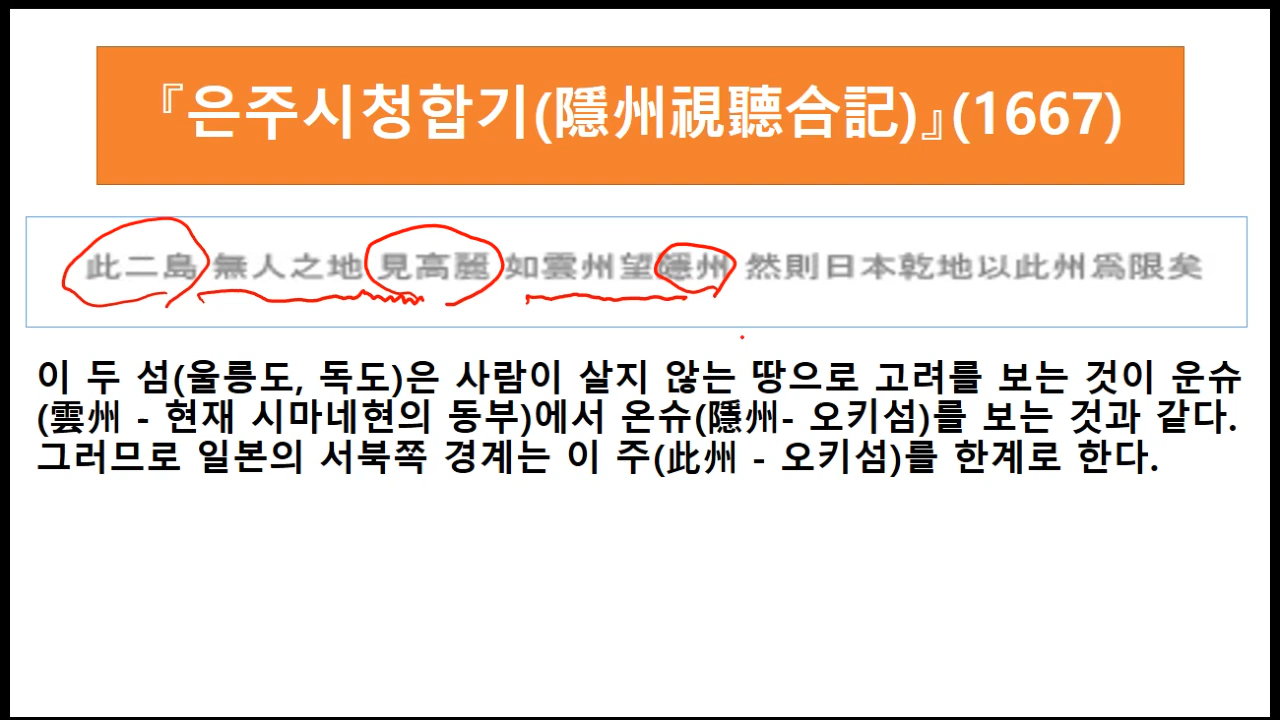 『은주시청합기(隱州視聽合記)』(1667)
此二島 無人之地 見高麗 如雲州望隱州 然則日本乾地以此州爲限矣
이 두 섬(울릉도, 독도)은 사람이 살지 않는 땅으로 고려를 보는 것이 운슈
(雲州 - 현재 시마네현의 동부)에서 온슈(隱州- 오키섬)를 보는 것과 같다.
그러므로 일본의 서북쪽 경계는 이 주(此州 - 오키섬)를 한계로 한다.